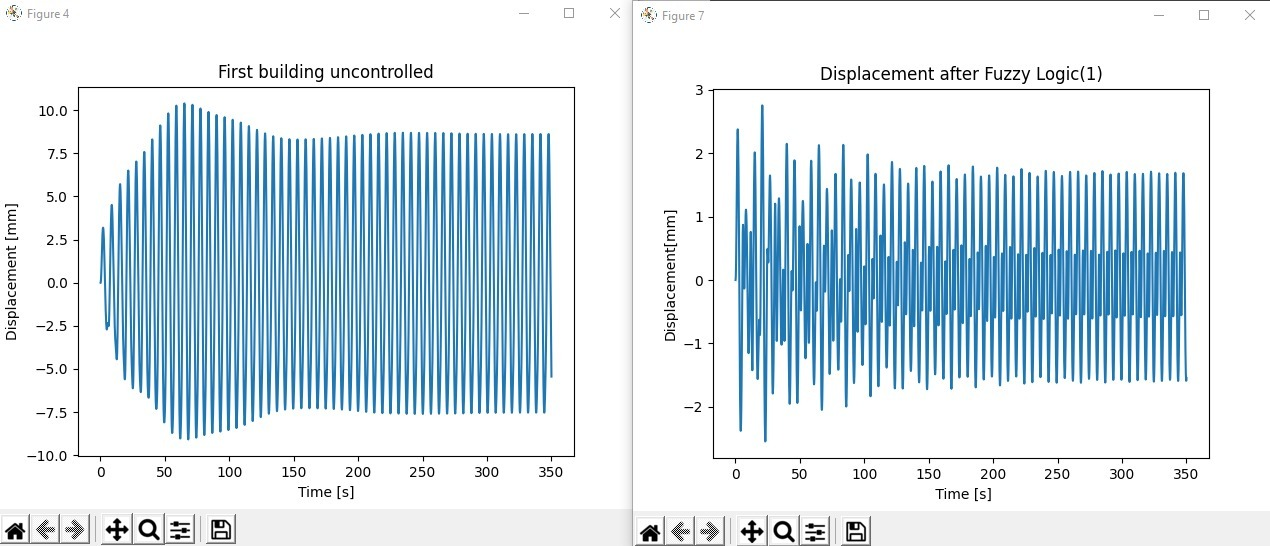 Figure 4
First building uncontrolled
10.0
7.5
5.0
2.5
0.0
−2.5
−5.0
−7.5
−10.0
Displacement [mm]
0 50 100 150 200 250 300 350
Time [s]
Figure 7
Displacement after Fuzzy Logic(1)
3
2
1
0
−1
−2
Displacement[mm]
0 50 100 150 200 250 300 350
Time [s]